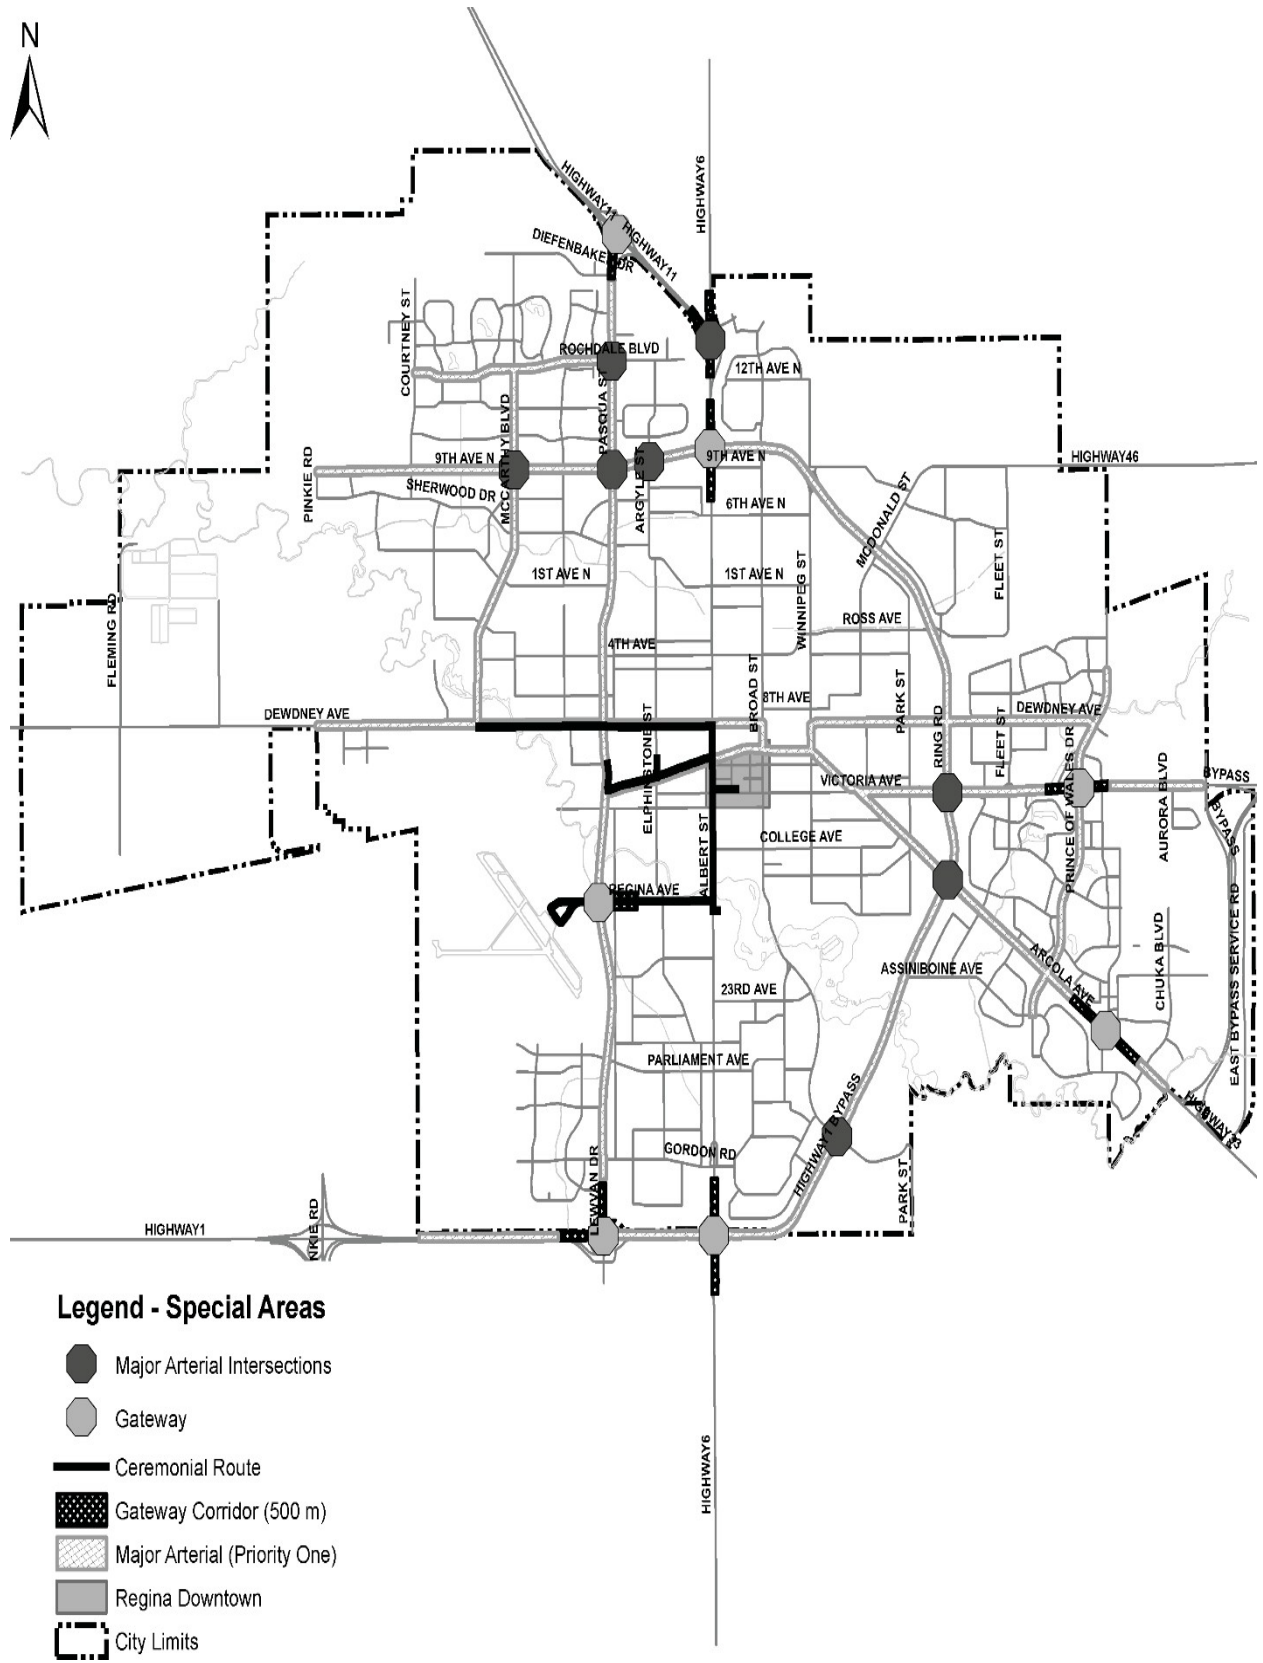 N
HIGHWAY11
HIGHWAY11
HIGHWAY6
DIEFENBAKER DR
COURTNEY ST
ROCHDALE BLVD
12TH AVE N
PASQUA ST
MCCARTHY BLVD
PINKIE RD
9TH AVE N
ARGYLE ST
9TH AVE N
HIGHWAY46
SHERWOOD DR
6TH AVE N
MCDONALD ST
1ST AVE N
1ST AVE N
WINNIPEG ST
FLEET ST
FLEMING RD
ROSS AVE
4TH AVE
BROAD ST
8TH AVE
PARK ST
DEWDNEY AVE
ELPHINSTONE ST
RING RD
FLEET ST
DEWDNEY AVE
PRINCE OF WALES DR
VICTORIA AVE
AURORA BLVD
BYPASS
BYPASS
ALBERT ST
COLLEGE AVE
REGINA AVE
ARCOLA AVE
CHUKA BLVD
EAST BYPASS SERVICE RD
ASSINIBOINE AVE
23RD AVE
PARLIAMENT AVE
HIGHWAY1 BYPASS
HIGHWAY33
GORDON RD
LEWVAN DR
PARK ST
HIGHWAY1
NKIE RD
Legend - Special Areas
Major Arterial Intersections
Gateway
Ceremonial Route
HIGHWAY6
Gateway Corridor (500 m)
Major Arterial (Priority One)
Regina Downtown
City Limits